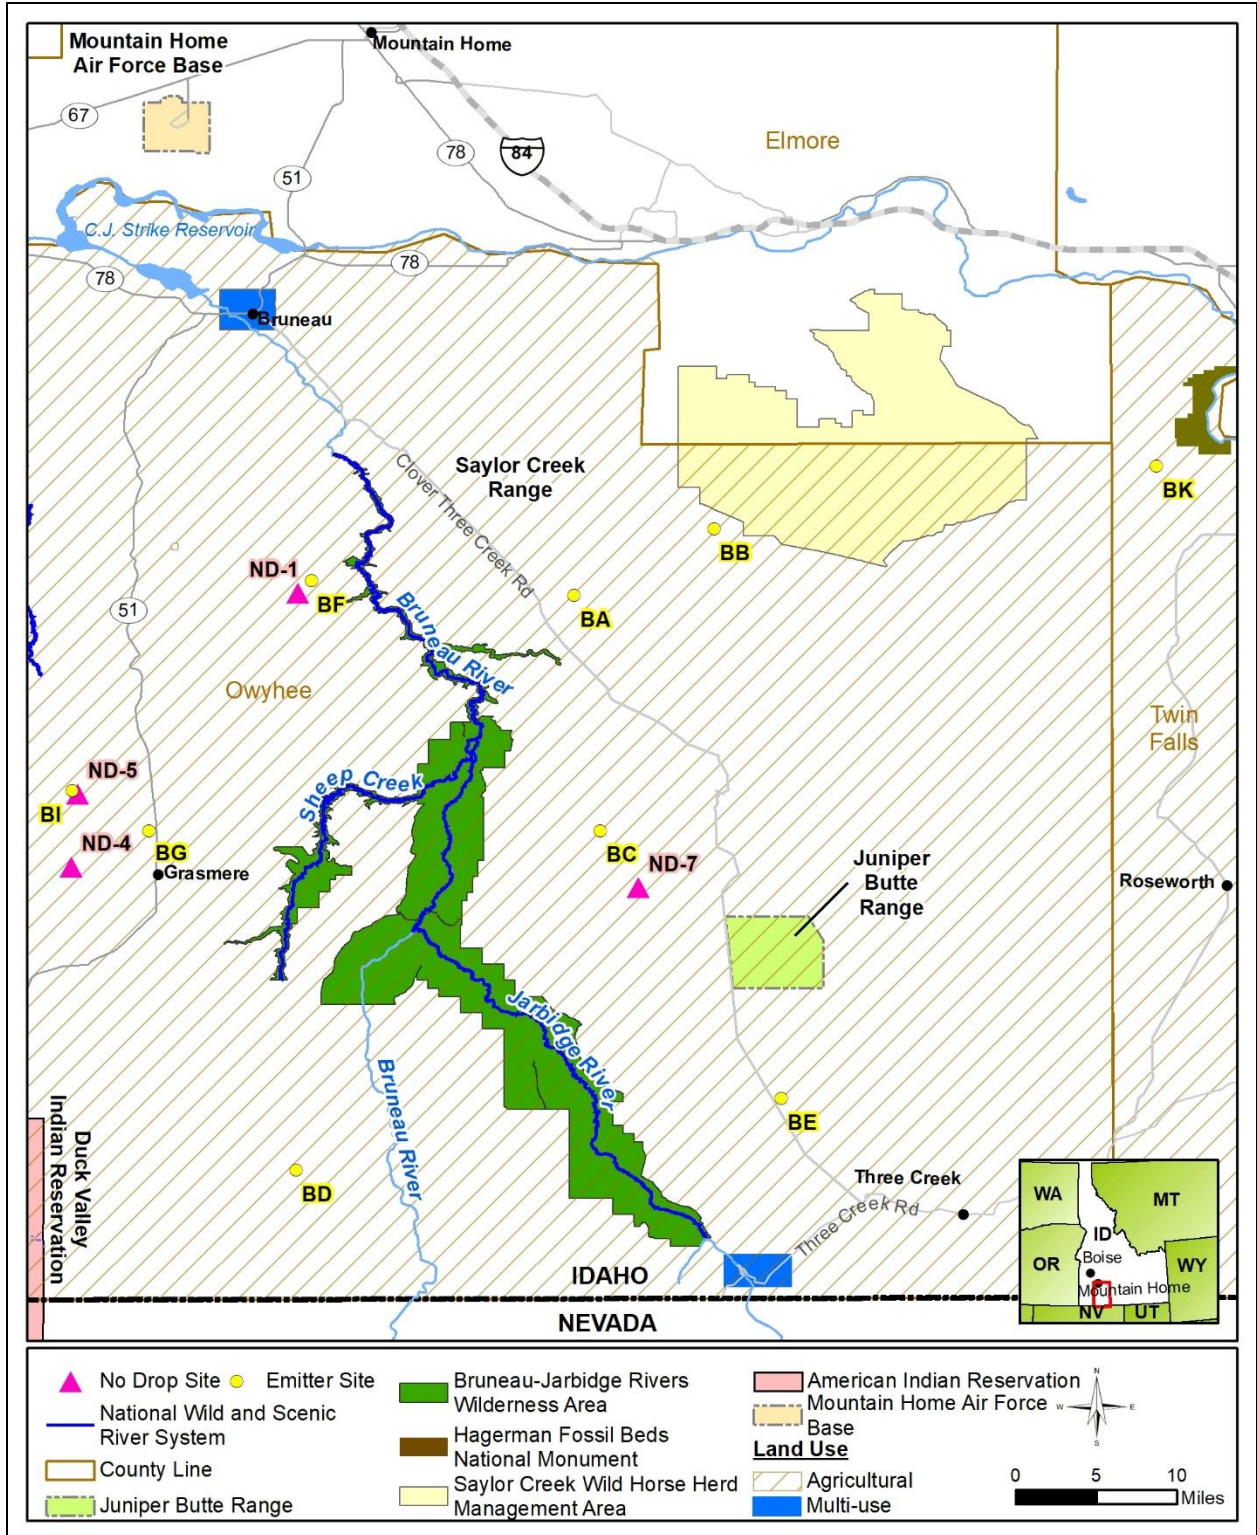 Mountain Home
Air Force Base
Mountain Home
67
84
Elmore
78
51
C.J. Strike Reservoir
78
78
Bruneau
Saylor Creek
Range
Clover Three Creek Rd
BK
BB
ND-1
BF
BA
51
Bruneau River
Owyhee
Twin
Falls
ND-5
BI
Sheep Creek
ND-4
BG
BC
ND-7
Grasmere
Juniper
Butte
Range
Roseworth
Jarbidge River
Bruneau River
BE
Duck Valley
Indian Reservation
BD
Three Creek
Three Creek Rd
IDAHO
NEVADA
WA
MT
ID
OR
Boise
WY
Mountain Home
NV
UT
No Drop Site
Emitter Site
National Wild and Scenic
River System
County Line
Juniper Butte Range
Bruneau-Jarbidge Rivers
Wilderness Area
Hagerman Fossil Beds
National Monument
Saylor Creek Wild Horse Herd
Management Area
American Indian Reservation
Mountain Home Air Force
Base
Land Use
Agricultural
Multi-use
N
W
E
S
0 5 10
Miles